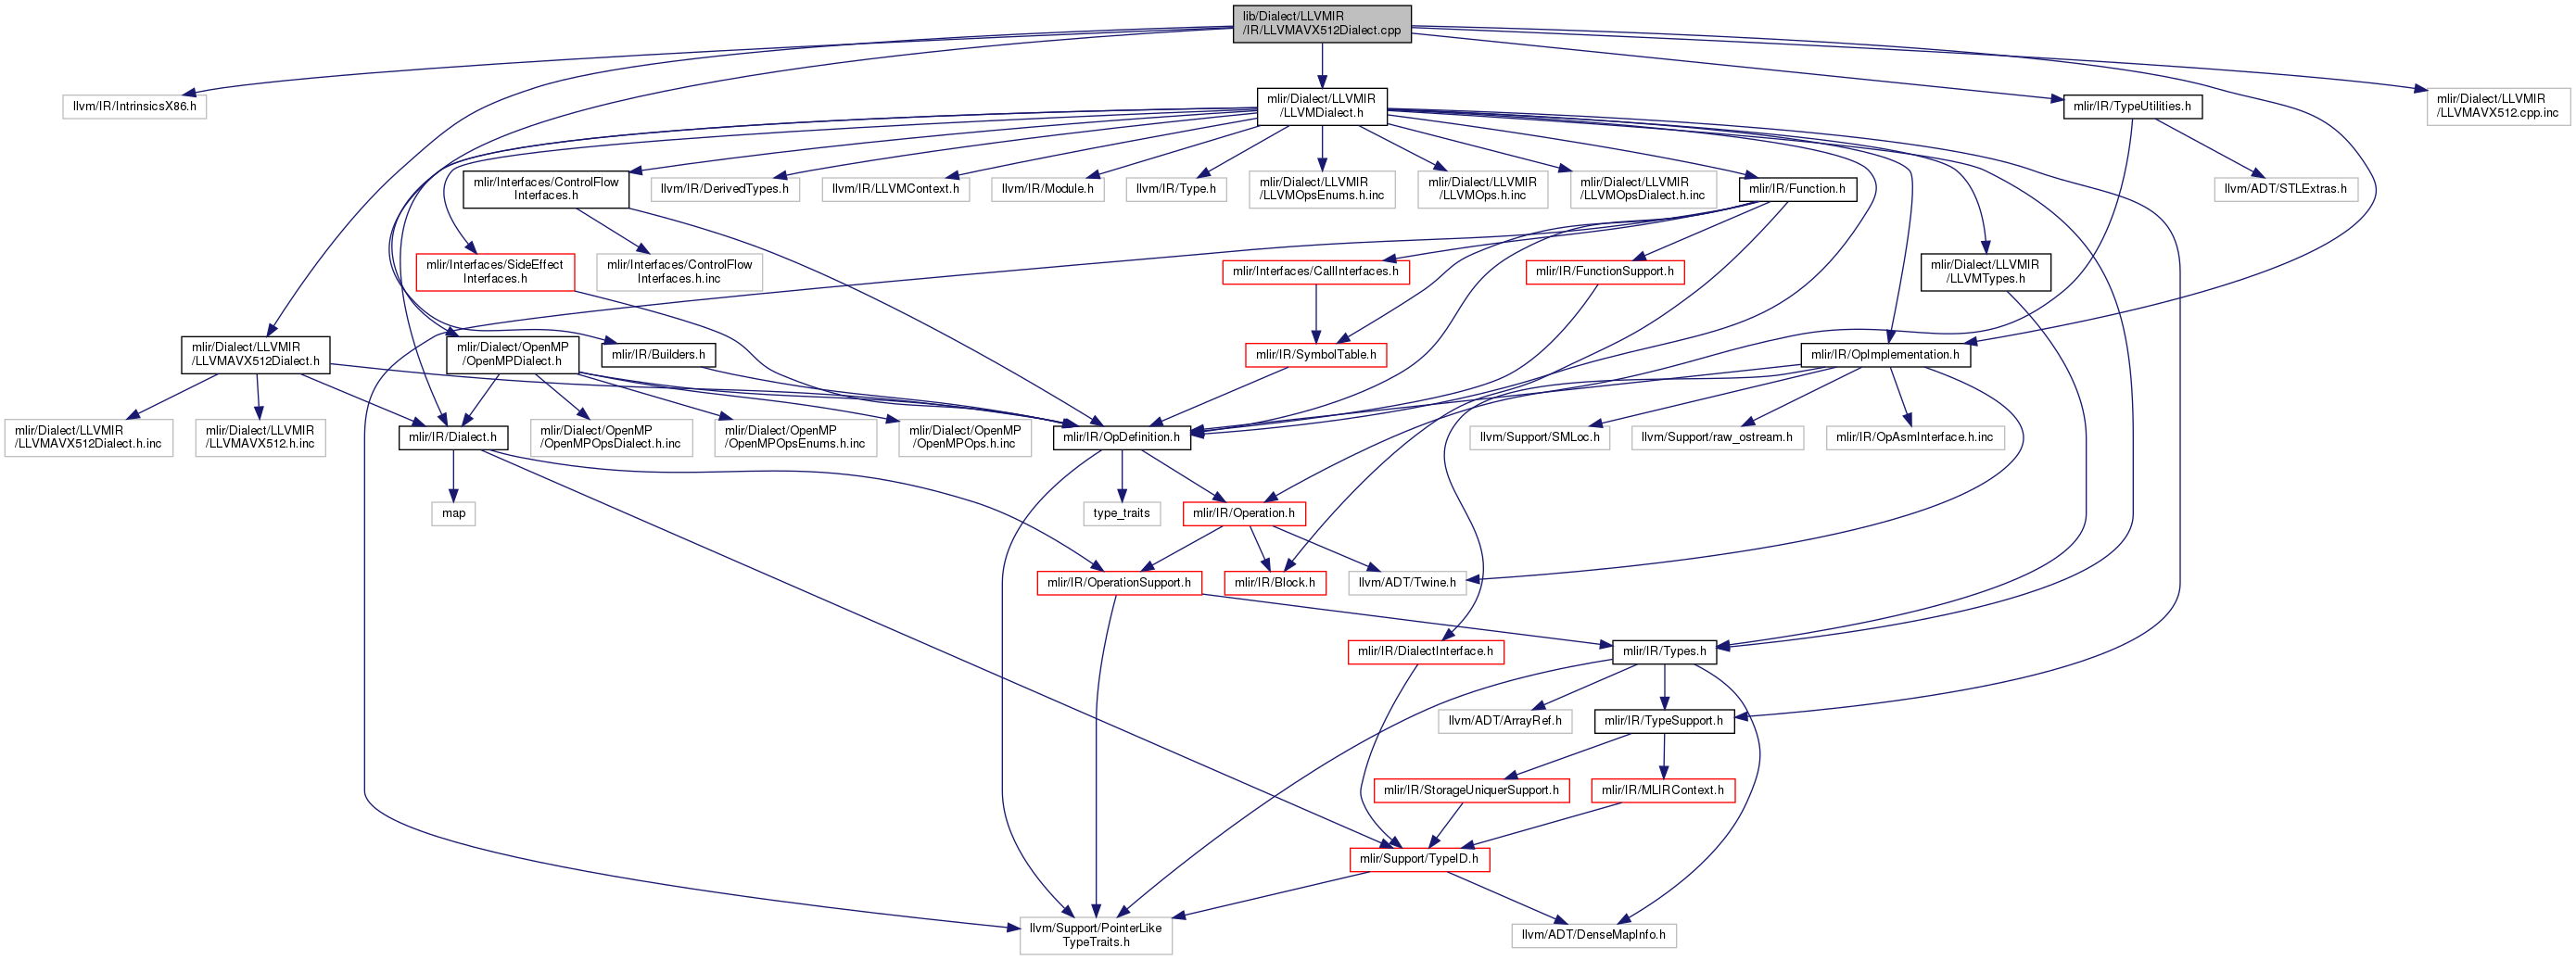 lib/Dialect/LLVMIR
/IR/LLVMAVX512Dialect.cpp
llvm/IR/IntrinsicsX86.h
mlir/Dialect/LLVMIR
/LLVMDialect.h
mlir/IR/TypeUtilities.h
mlir/Dialect/LLVMIR
/LLVMAVX512.cpp.inc
mlir/Interfaces/ControlFlow
Interfaces.h
llvm/IR/DerivedTypes.h
llvm/IR/LLVMContext.h
llvm/IR/Module.h
llvm/IR/Type.h
mlir/Dialect/LLVMIR
/LLVMOpsEnums.h.inc
mlir/Dialect/LLVMIR
/LLVMOps.h.inc
mlir/Dialect/LLVMIR
/LLVMOpsDialect.h.inc
mlir/IR/Function.h
llvm/ADT/STLExtras.h
mlir/Interfaces/SideEffect
Interfaces.h
mlir/Interfaces/ControlFlow
Interfaces.h.inc
mlir/Interfaces/CallInterfaces.h
mlir/IR/FunctionSupport.h
mlir/Dialect/LLVMIR
/LLVMTypes.h
mlir/Dialect/LLVMIR
/LLVMAVX512Dialect.h
mlir/Dialect/OpenMP
/OpenMPDialect.h
mlir/IR/Builders.h
mlir/IR/SymbolTable.h
mlir/IR/OpImplementation.h
mlir/Dialect/LLVMIR
/LLVMAVX512Dialect.h.inc
mlir/Dialect/LLVMIR
/LLVMAVX512.h.inc
mlir/IR/Dialect.h
mlir/Dialect/OpenMP
/OpenMPOpsDialect.h.inc
mlir/Dialect/OpenMP
/OpenMPOpsEnums.h.inc
mlir/Dialect/OpenMP
/OpenMPOps.h.inc
mlir/IR/OpDefinition.h
llvm/Support/SMLoc.h
llvm/Support/raw_ostream.h
mlir/IR/OpAsmInterface.h.inc
map
type_traits
mlir/IR/Operation.h
mlir/IR/OperationSupport.h
mlir/IR/Block.h
llvm/ADT/Twine.h
mlir/IR/DialectInterface.h
mlir/IR/Types.h
llvm/ADT/ArrayRef.h
mlir/IR/TypeSupport.h
mlir/IR/StorageUniquerSupport.h
mlir/IR/MLIRContext.h
mlir/Support/TypeID.h
llvm/Support/PointerLike
TypeTraits.h
llvm/ADT/DenseMapInfo.h